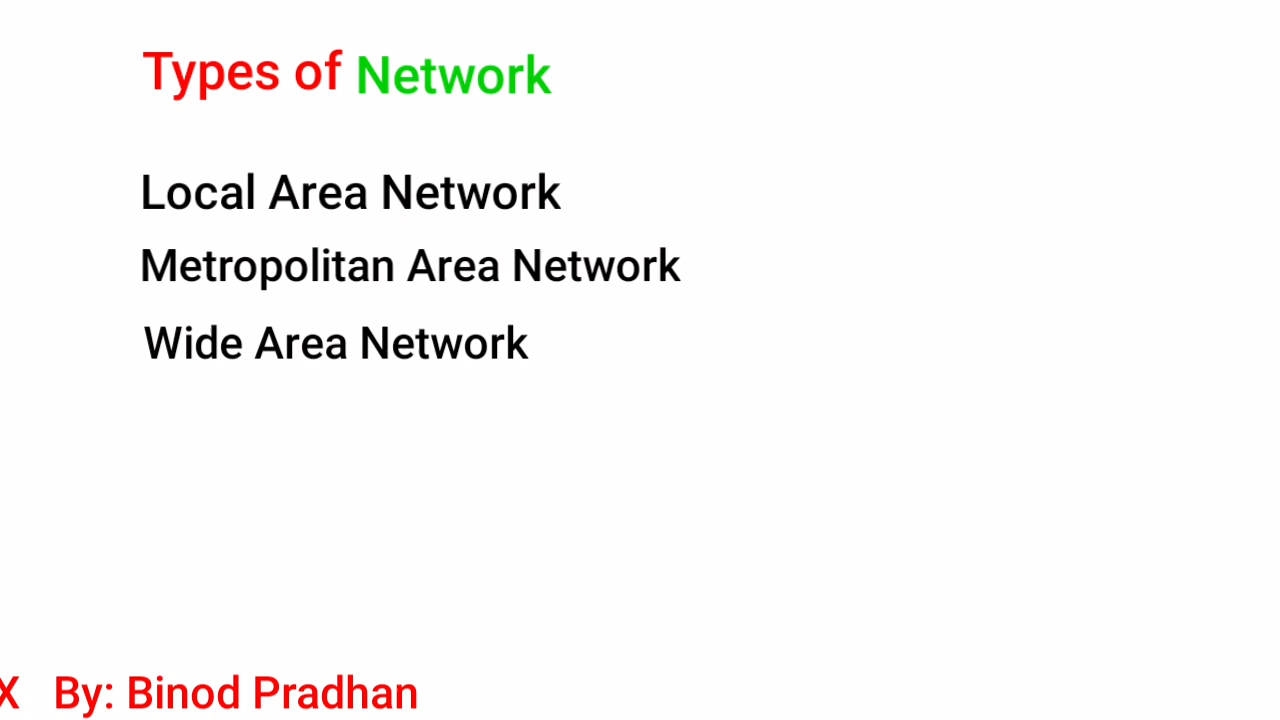 Types of Network
Local Area Network
Metropolitan Area Network
Wide Area Network
X By: Binod Pradhan